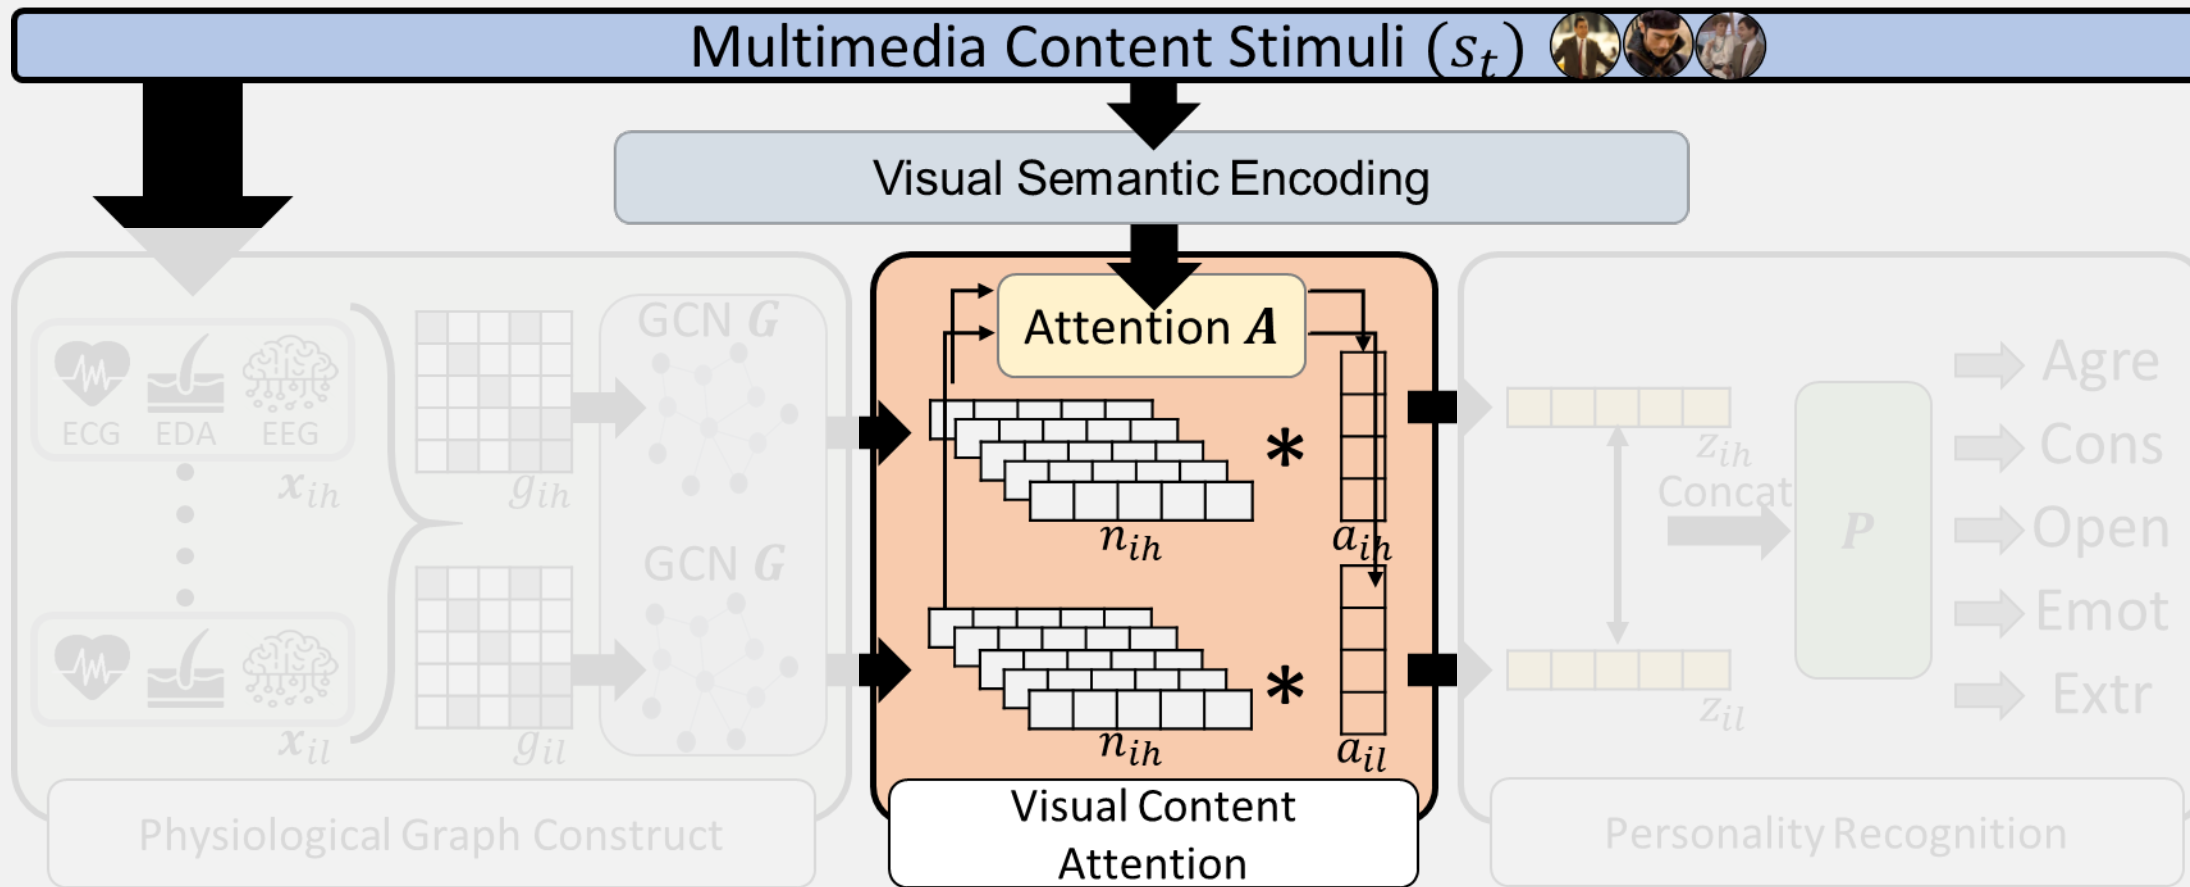 Multimedia Content Stimuli (s_t)
Visual Semantic Encoding
Attention A
GCN G
ECG EDA EEG
x_ih
g_ih
GCN G
x_il
g_il
*
n_ih
a_ih
*
n_ih
a_il
z_ih
Concat
P
z_il
Agre
Cons
Open
Emot
Extr
Physiological Graph Construct
Visual Content
Attention
Personality Recognition